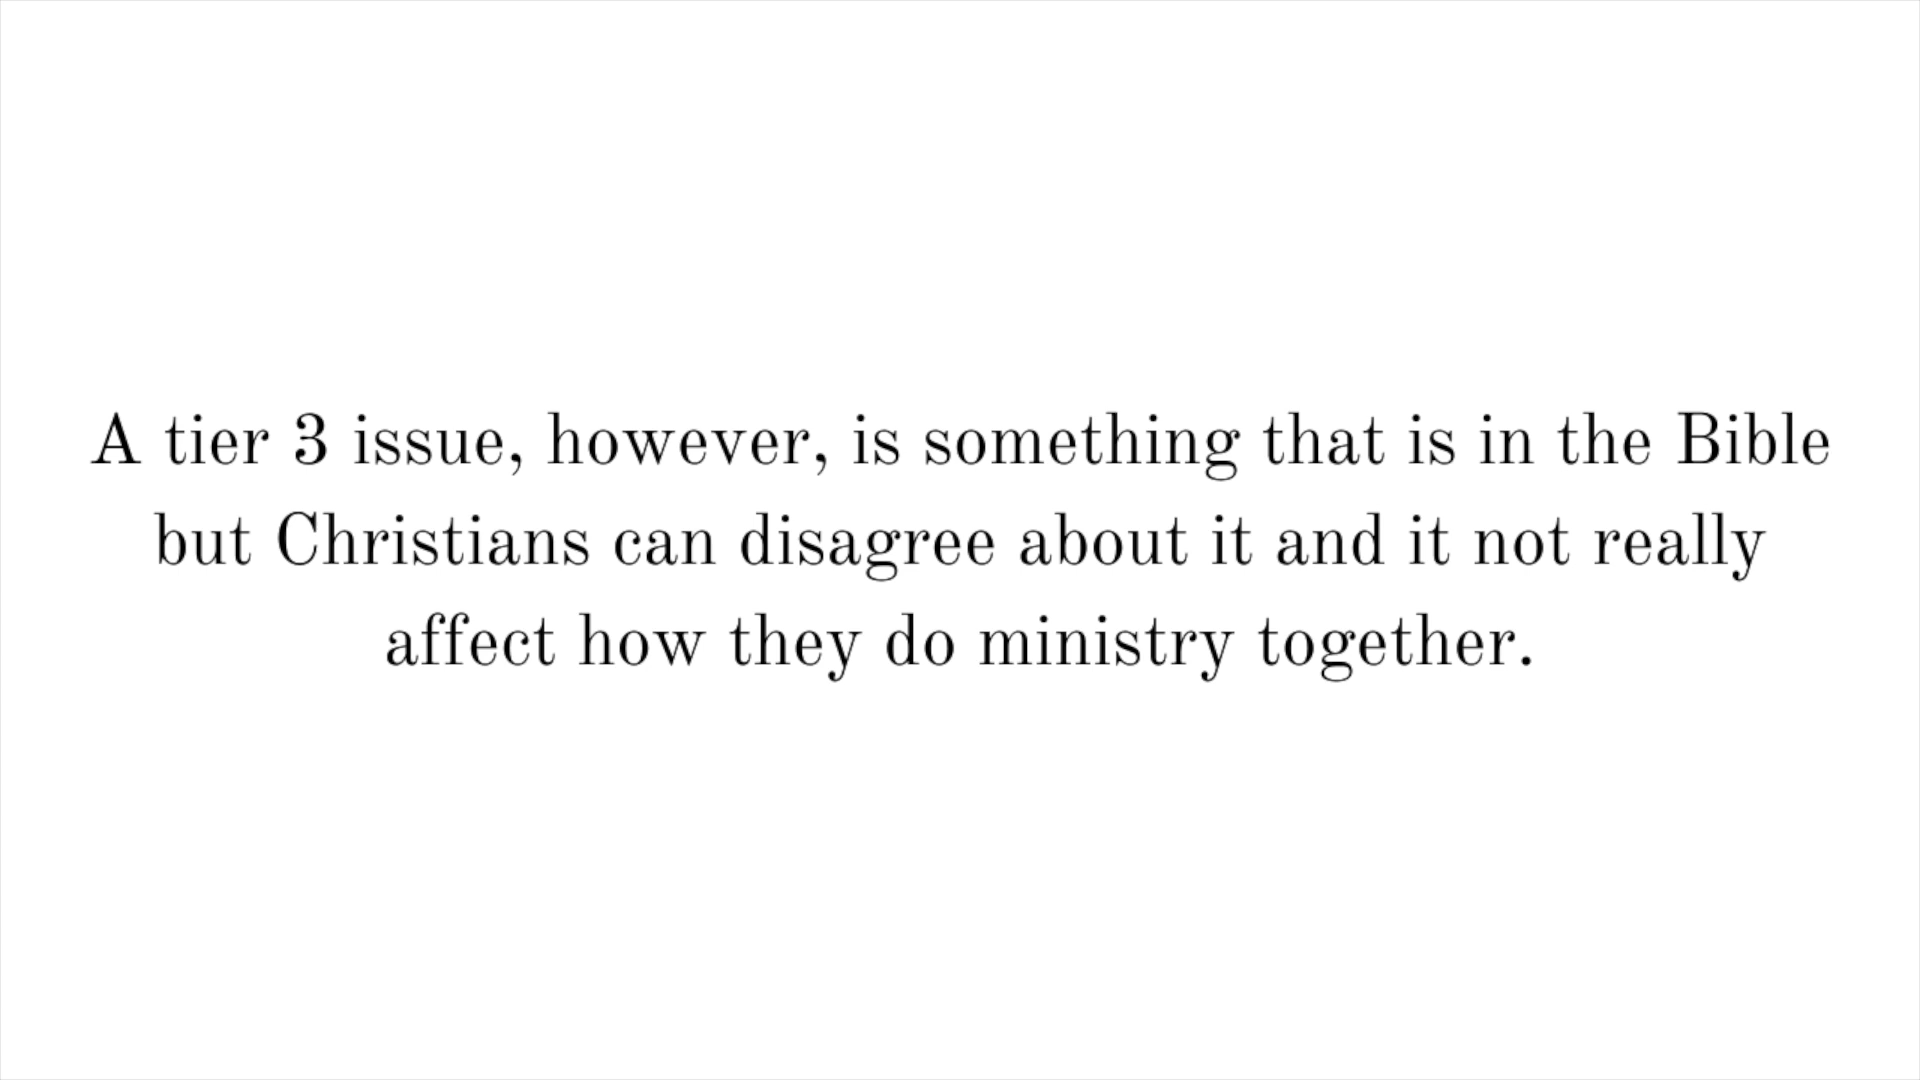 A tier 3 issue, however, is something that is in the Bible
but Christians can disagree about it and it not really
affect how they do ministry together.